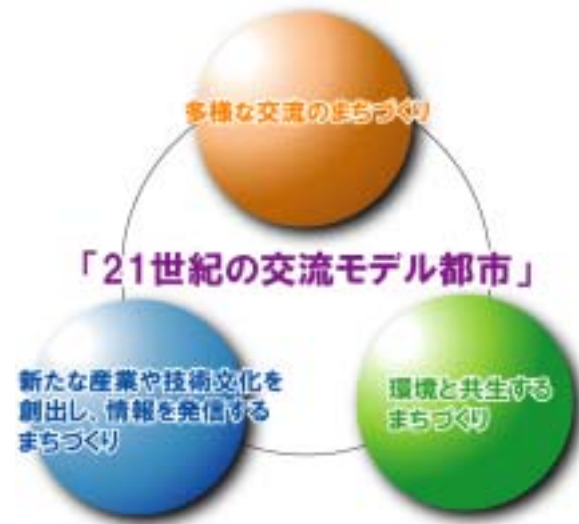 多様な交流のまちづくり
「21世紀の交流モデル都市」
新たな産業や技術文化を
創出し、情報を発信する
まちづくり
環境と共生する
まちづくり